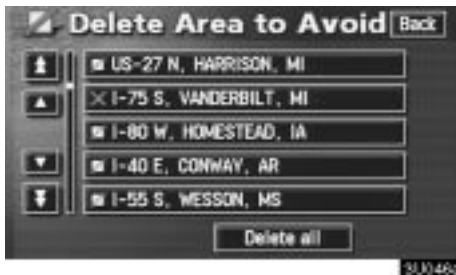 Delete Area to Avoid Back
US-27 N, HARRISON, MI
I-75 S, VANDERBILT, MI
I-80 W, HOMESTEAD, IA
I-40 E, CONWAY, AR
I-55 S, WESSON, MS
Delete all